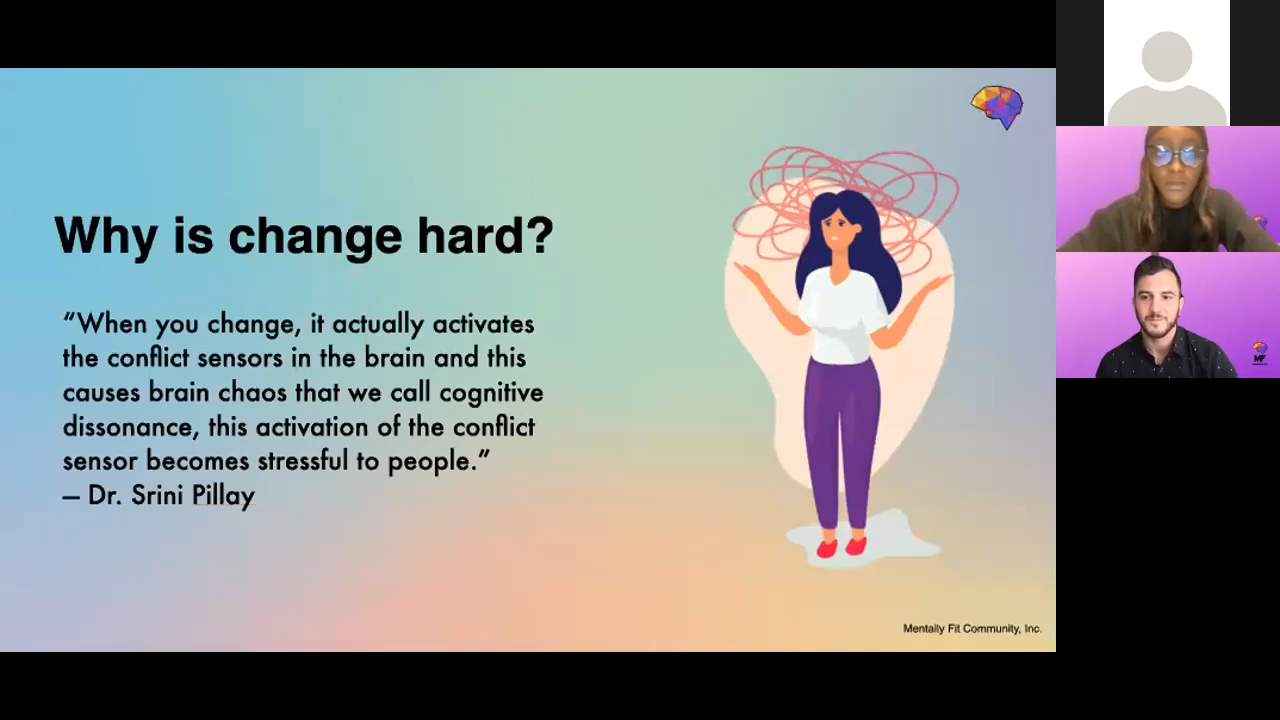 Why is change hard?
“When you change, it actually activates
the conflict sensors in the brain and this
causes brain chaos that we call cognitive
dissonance, this activation of the conflict
sensor becomes stressful to people.”
– Dr. Srini Pillay
Mentally Fit Community, Inc.
MF